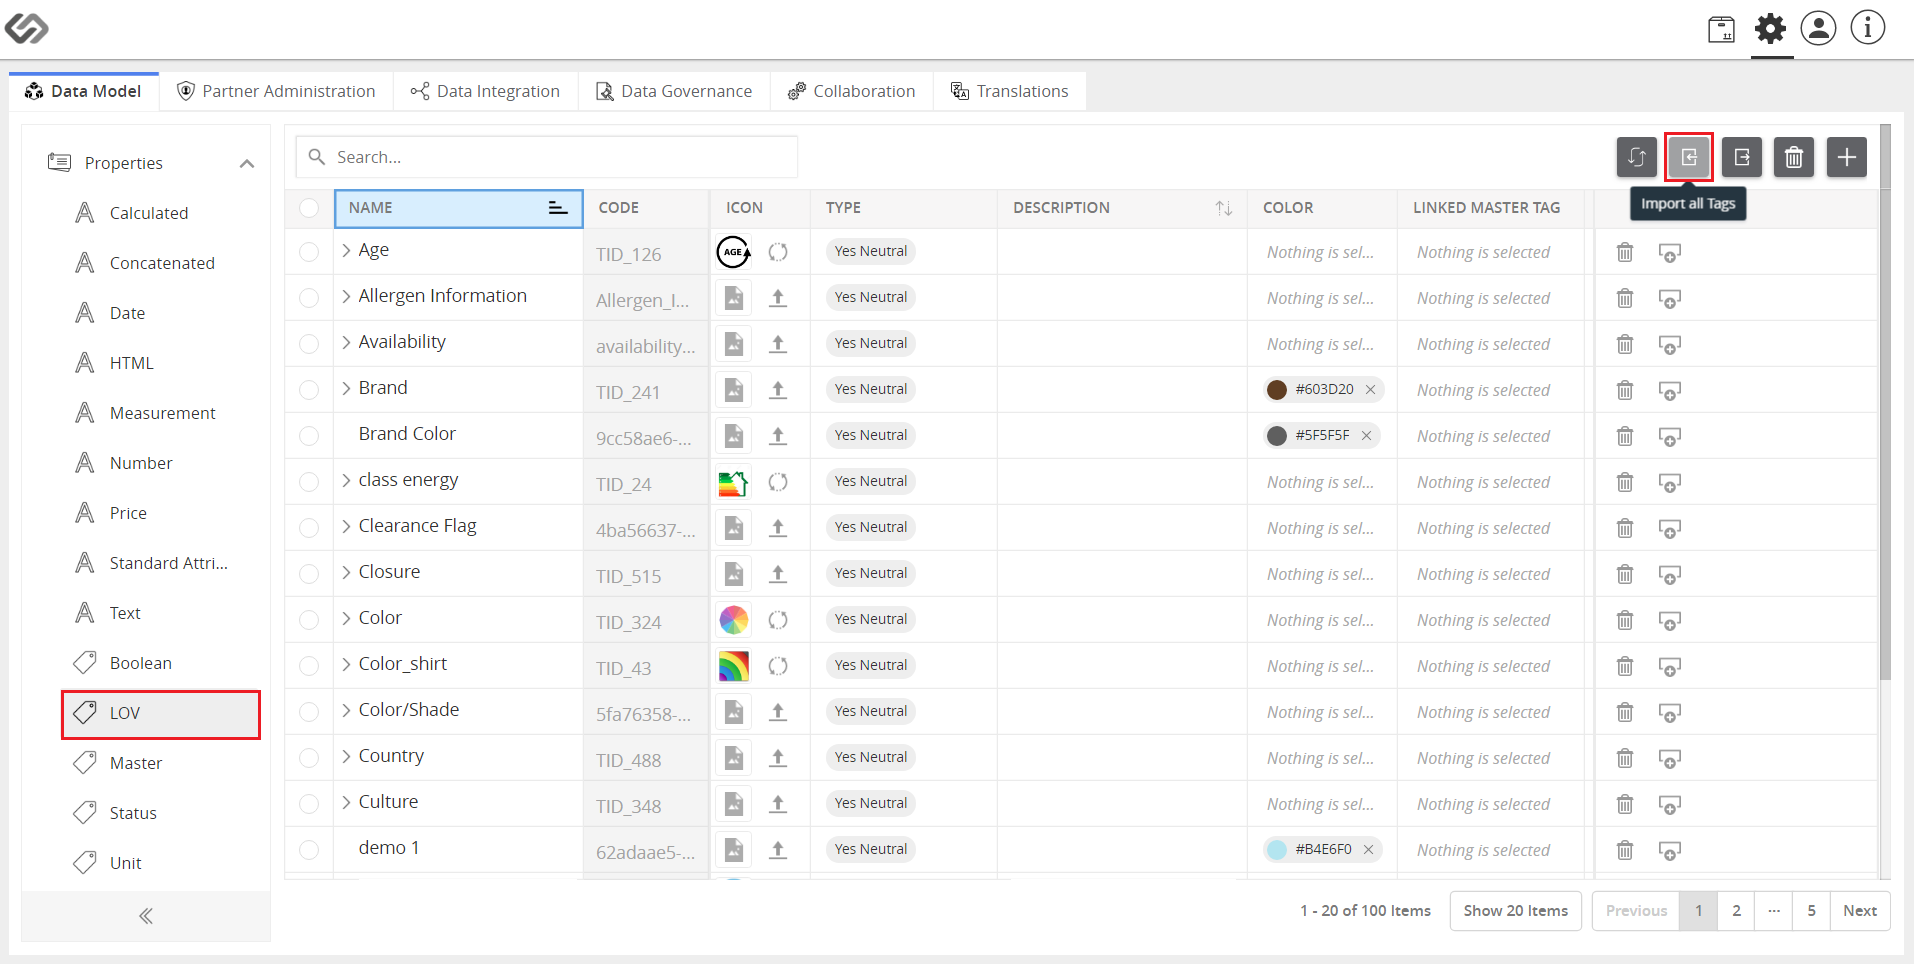 Data Model
Partner Administration
Data Integration
Data Governance
Collaboration
Translations
Properties
Calculated
Concatenated
Date
HTML
Measurement
Number
Price
Standard Attri...
Text
Boolean
LOV
Master
Status
Unit
Search...
Import all Tags
NAME CODE ICON TYPE DESCRIPTION COLOR LINKED MASTER TAG
Age TID_126 AGE Yes Neutral Nothing is sel... Nothing is selected
Allergen Information Allergen_I... Yes Neutral Nothing is sel... Nothing is selected
Availability availability... Yes Neutral Nothing is sel... Nothing is selected
Brand TID_241 Yes Neutral #603D20 Nothing is selected
Brand Color 9cc58ae6-... Yes Neutral #5F5F5F Nothing is selected
class energy TID_24 Yes Neutral Nothing is sel... Nothing is selected
Clearance Flag 4ba56637-... Yes Neutral Nothing is sel... Nothing is selected
Closure TID_515 Yes Neutral Nothing is sel... Nothing is selected
Color TID_324 Yes Neutral Nothing is sel... Nothing is selected
Color_shirt TID_43 Yes Neutral Nothing is sel... Nothing is selected
Color/Shade 5fa76358-... Yes Neutral Nothing is sel... Nothing is selected
Country TID_488 Yes Neutral Nothing is sel... Nothing is selected
Culture TID_348 Yes Neutral Nothing is sel... Nothing is selected
demo 1 62adaae5-... Yes Neutral #B4E6F0 Nothing is selected
1 - 20 of 100 Items Show 20 Items Previous 1 2 ... 5 Next